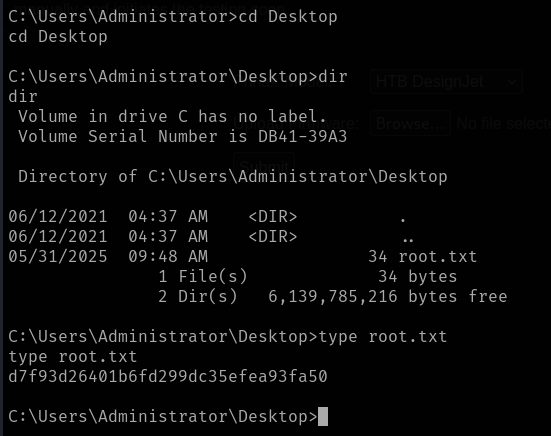 C:\Users\Administrator>cd Desktop
cd Desktop
C:\Users\Administrator\Desktop>dir
dir
HTB DesignJet
 Volume in drive C has no label.
Browse... No file selecte
 Volume Serial Number is DB41-39A3
Submit
 Directory of C:\Users\Administrator\Desktop
06/12/2021  04:37 AM    <DIR>          .
06/12/2021  04:37 AM    <DIR>          ..
05/31/2025  09:48 AM                34 root.txt
               1 File(s)             34 bytes
               2 Dir(s)   6,139,785,216 bytes free
C:\Users\Administrator\Desktop>type root.txt
type root.txt
d7f93d26401b6fd299dc35efea93fa50
C:\Users\Administrator\Desktop>